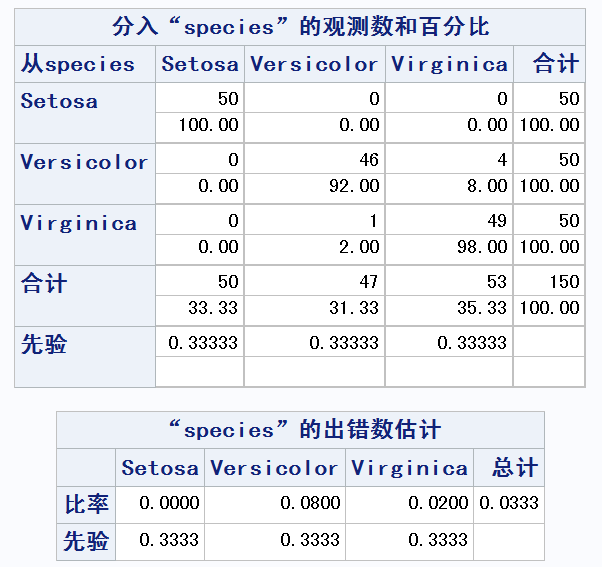 分入“species”的观测数和百分比
从species Setosa Versicolor Virginica 合计
Setosa 50 0 0 50
100.00 0.00 0.00 100.00
Versicolor 0 46 4 50
0.00 92.00 8.00 100.00
Virginica 0 1 49 50
0.00 2.00 98.00 100.00
合计 50 47 53 150
33.33 31.33 35.33 100.00
先验 0.33333 0.33333 0.33333
“species”的出错数估计
Setosa Versicolor Virginica 总计
比率 0.0000 0.0800 0.0200 0.0333
先验 0.3333 0.3333 0.3333